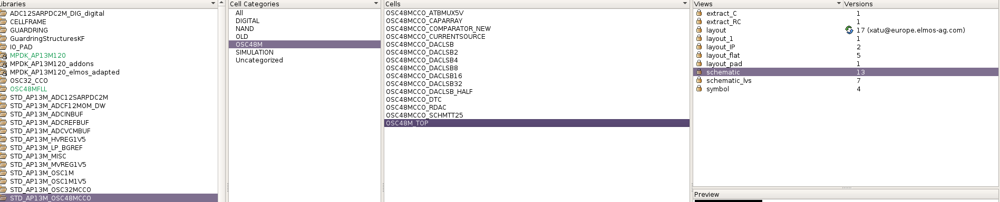 Libraries
ADC12SARPDC2M_DIG_digital
CELLFRAME
GUARDRING
GuardringStructuresKF
IO_PAD
MPDK_AP13M120
MPDK_AP13M120_addons
MPDK_AP13M120_elmos_adapted
OSC32_CCO
OSC48MFLL
STD_AP13M_ADC12SARPDC2M
STD_AP13M_ADCF12MOM_DW
STD_AP13M_ADCINBUF
STD_AP13M_ADCREFBUF
STD_AP13M_ADCVCMBUF
STD_AP13M_HVREG1V5
STD_AP13M_LP_BGREF
STD_AP13M_MISC
STD_AP13M_MVREG1V5
STD_AP13M_OSC1M
STD_AP13M_OSC1M1V5
STD_AP13M_OSC32MCCO
STD_AP13M_OSC48MCCO
Cell Categories
All
DIGITAL
NAND
OLD
OSC48M
SIMULATION
Uncategorized
Cells
OSC48MCCO_ATBMUX5V
OSC48MCCO_CAPARRAY
OSC48MCCO_COMPARATOR_NEW
OSC48MCCO_CURRENTSOURCE
OSC48MCCO_DACLSB
OSC48MCCO_DACLSB2
OSC48MCCO_DACLSB4
OSC48MCCO_DACLSB8
OSC48MCCO_DACLSB16
OSC48MCCO_DACLSB32
OSC48MCCO_DACLSB_HALF
OSC48MCCO_DTC
OSC48MCCO_RDAC
OSC48MCCO_SCHMTT25
OSC48M_TOP
Views Versions
extract_C 1
extract_RC 1
layout 17 (xatu@europe.elmos-ag.com)
layout_1 1
layout_IP 2
layout_flat 5
layout_pad 1
schematic 13
schematic_lvs 7
symbol 4
Preview